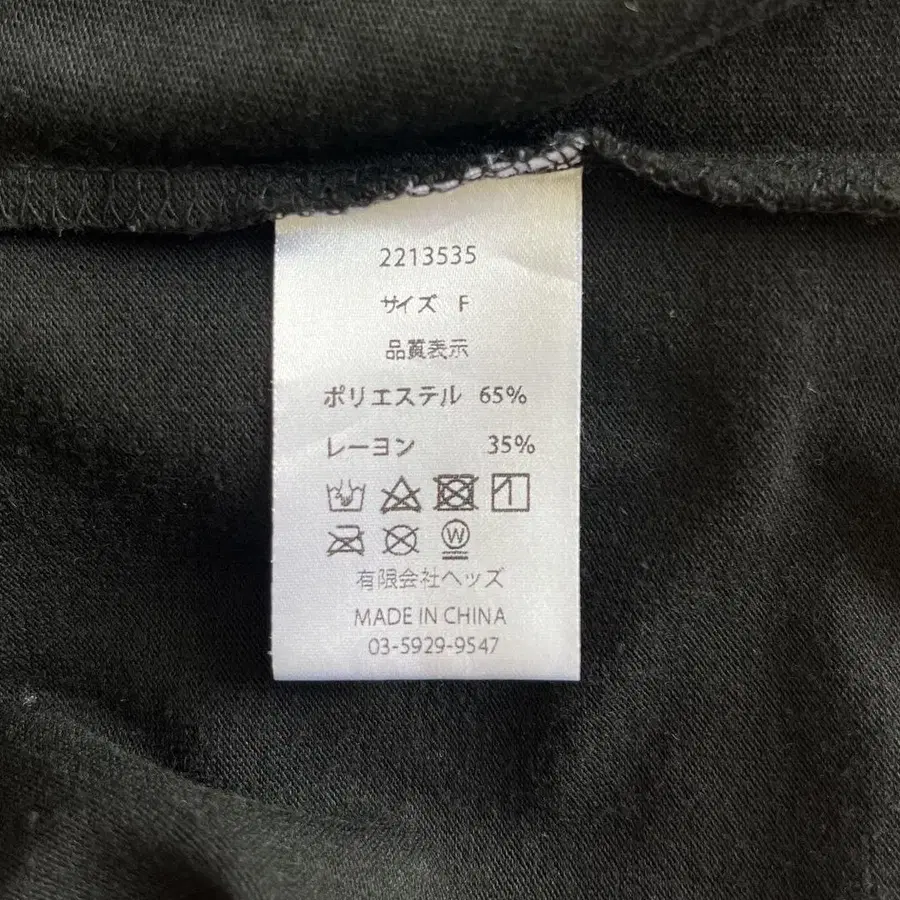 2213535
サイズ F
品質表示
ポリエステル 65%
レーヨン 35%
W
有限会社ヘッズ
MADE IN CHINA
03-5929-9547